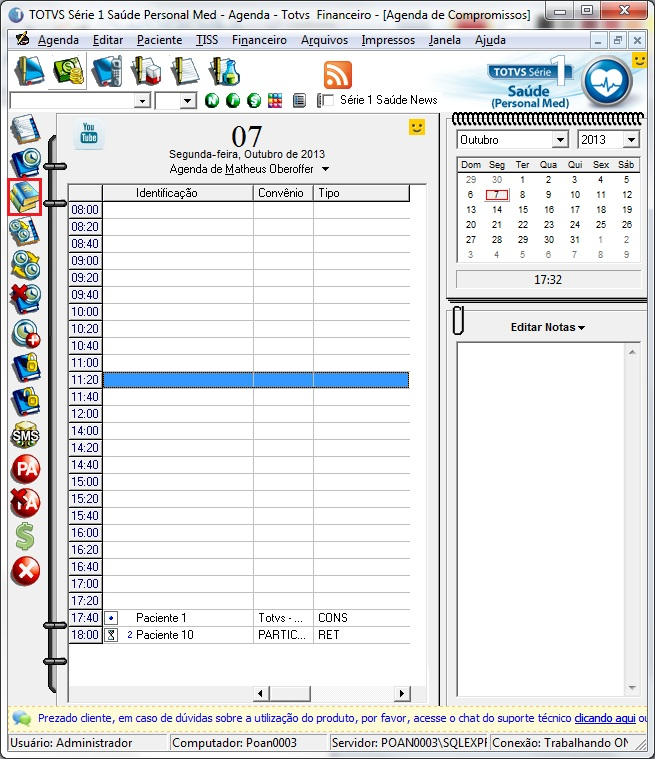 TOTVS Série 1 Saúde Personal Med - Agenda - Totvs Financeiro - [Agenda de Compromissos]
Agenda Editar Paciente TISS Financeiro Arquivos Impressos Janela Ajuda
N F S Série 1 Saúde News
TOTVS Série 1
Saúde
(Personal Med)
You
Tube
07
Segunda-feira, Outubro de 2013
Agenda de Matheus Oberoffer
Identificação Convênio Tipo
08:00
08:20
08:40
09:00
09:20
09:40
10:00
10:20
10:40
11:00
11:20
11:40
12:00
14:00
14:20
14:40
15:00
15:20
15:40
16:00
16:20
16:40
17:00
17:20
17:40 Paciente 1 Totvs - ... CONS
18:00 2 Paciente 10 PARTIC... RET
SMS
PA
FA
$
Outubro 2013
Dom Seg Ter Qua Qui Sex Sáb
29 30 1 2 3 4 5
6 7 8 9 10 11 12
13 14 15 16 17 18 19
20 21 22 23 24 25 26
27 28 29 30 31 1 2
3 4 5 6 7 8 9
17:32
Editar Notas
Prezado cliente, em caso de dúvidas sobre a utilização do produto, por favor, acesse o chat do suporte técnico clicando aqui ou
Usuário: Administrador Computador: Poan0003 Servidor: POAN0003\SQLEXPF Conexão: Trabalhando ON